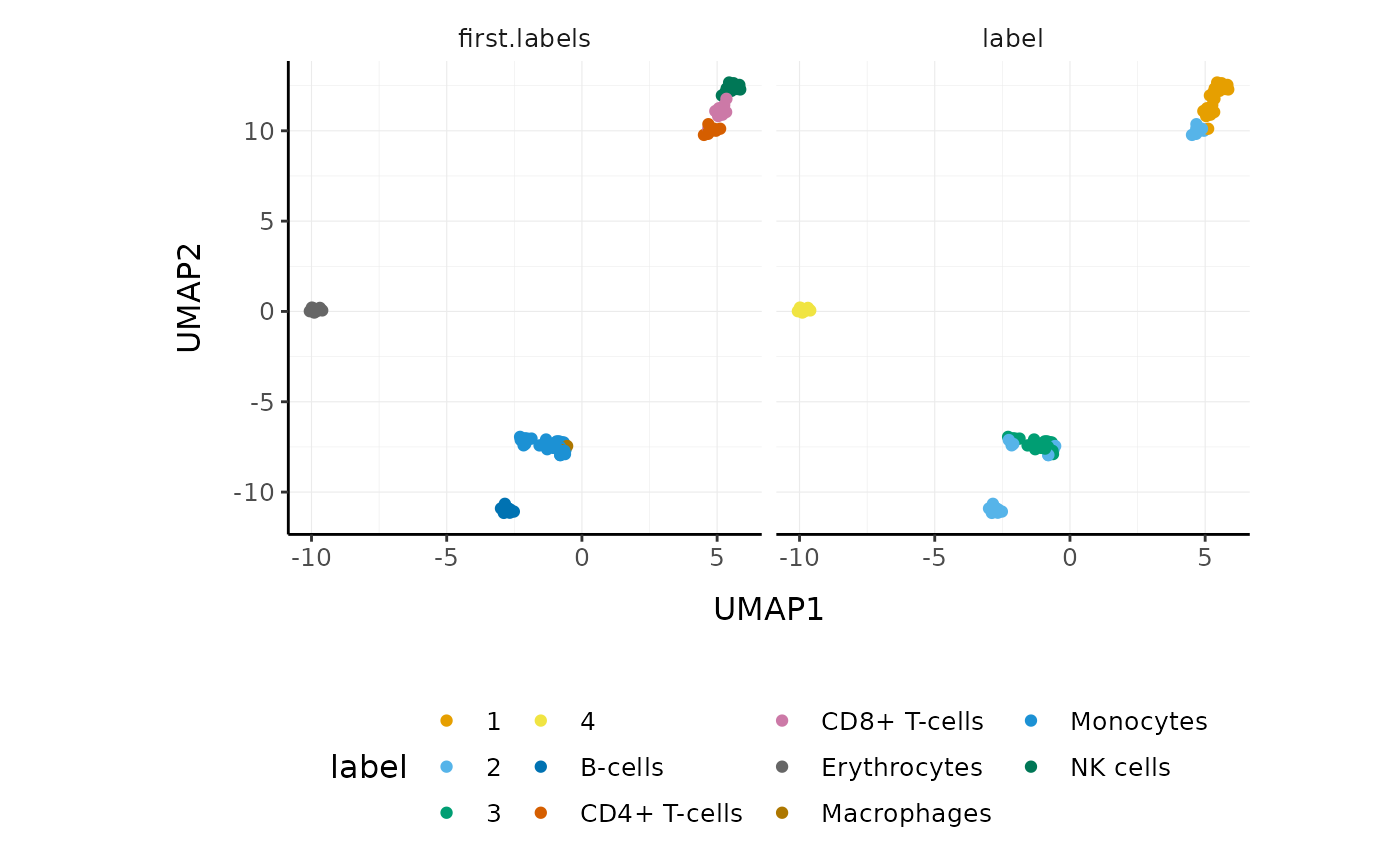 first.labels label
10
5
0
-5
-10
UMAP2
-10 -5 0 5 -10 -5 0 5
UMAP1
1 4 CD8+ T-cells Monocytes
label 2 B-cells Erythrocytes NK cells
3 CD4+ T-cells Macrophages